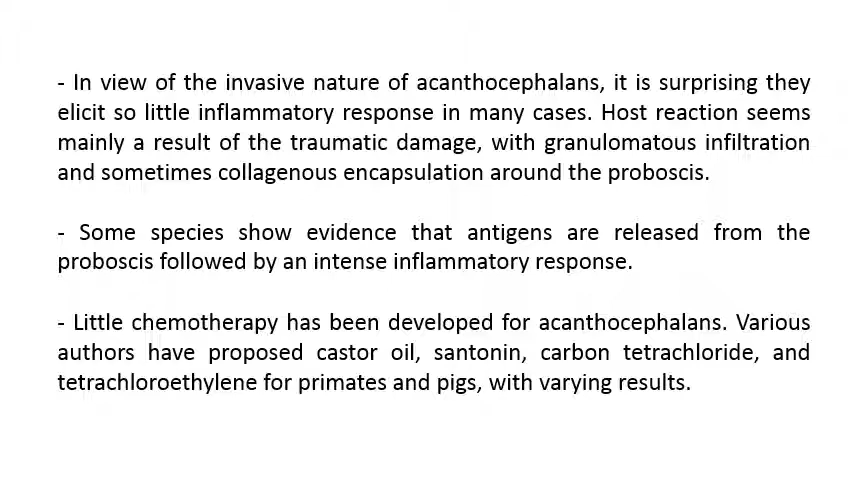 - In view of the invasive nature of acanthocephalans, it is surprising they
elicit so little inflammatory response in many cases. Host reaction seems
mainly a result of the traumatic damage, with granulomatous infiltration
and sometimes collagenous encapsulation around the proboscis.
- Some species show evidence that antigens are released from the
proboscis followed by an intense inflammatory response.
- Little chemotherapy has been developed for acanthocephalans. Various
authors have proposed castor oil, santonin, carbon tetrachloride, and
tetrachloroethylene for primates and pigs, with varying results.